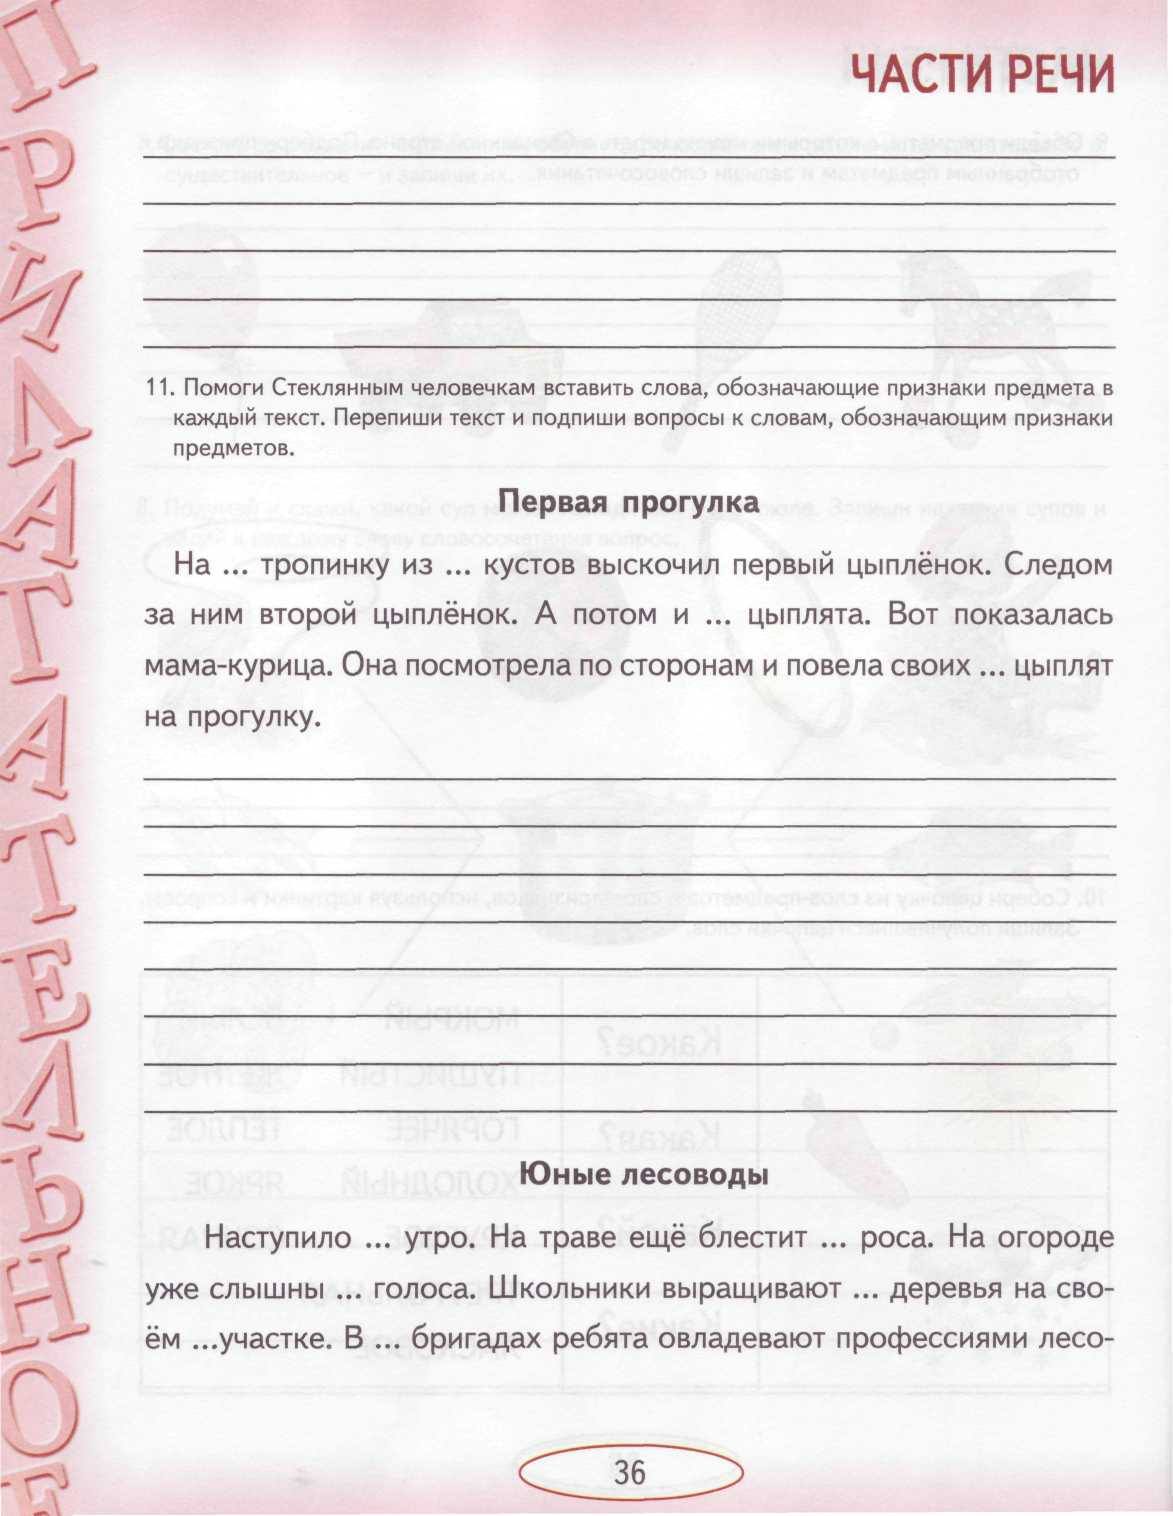 ПРИЛАГАТЕЛЬНОЕ
ЧАСТИ РЕЧИ
11. Помоги Стеклянным человечкам вставить слова, обозначающие признаки предмета в
каждый текст. Перепиши текст и подпиши вопросы к словам, обозначающим признаки
предметов.
Первая прогулка
На ... тропинку из ... кустов выскочил первый цыплёнок. Следом
за ним второй цыплёнок. А потом и ... цыплята. Вот показалась
мама-курица. Она посмотрела по сторонам и повела своих ... цыплят
на прогулку.
Юные лесоводы
Наступило ... утро. На траве ещё блестит ... роса. На огороде
уже слышны ... голоса. Школьники выращивают ... деревья на сво-
ём ...участке. В ... бригадах ребята овладевают профессиями лесо-
36